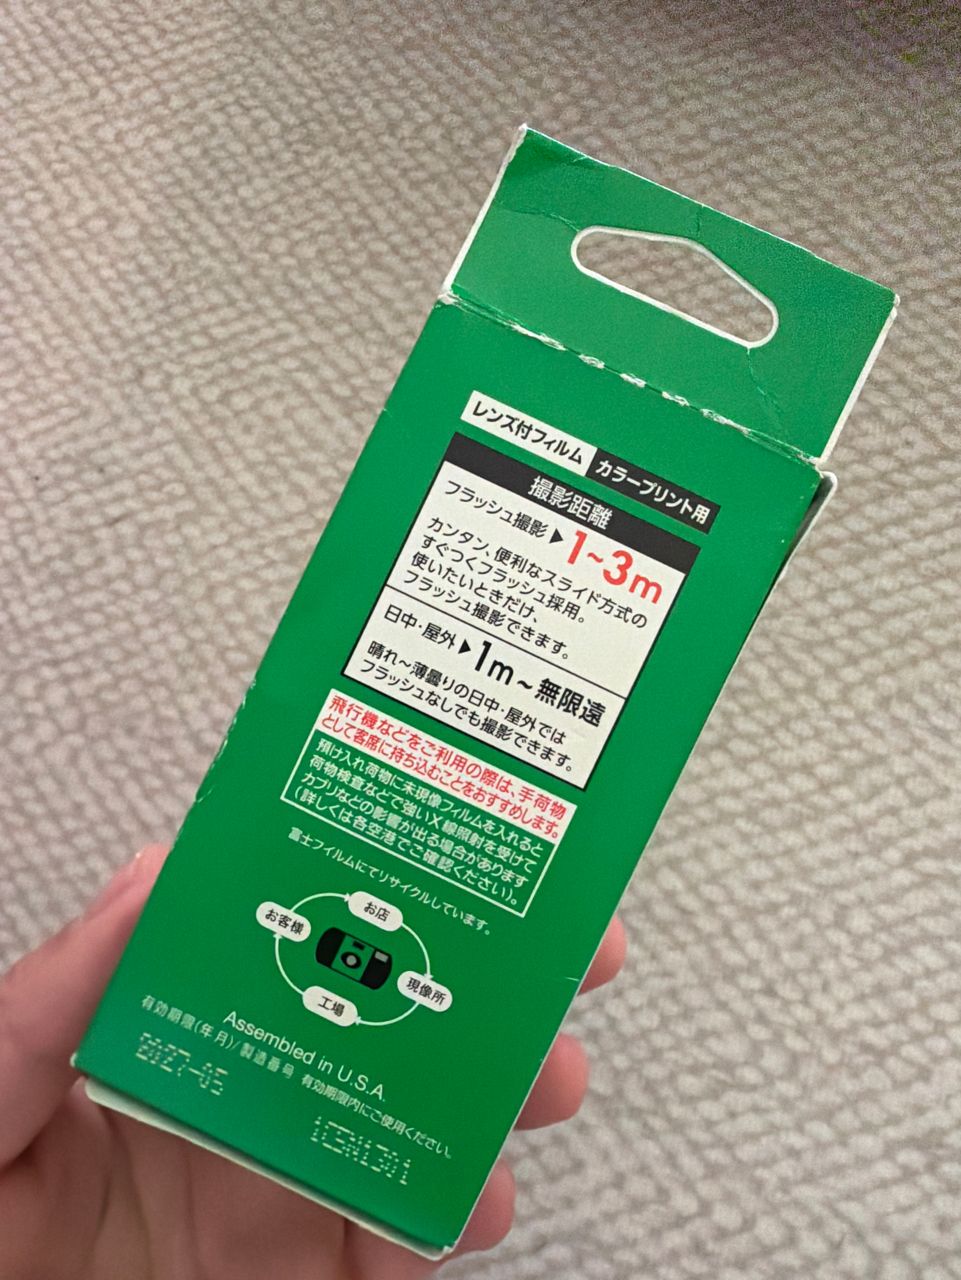 レンズ付フィルム カラープリント用
撮影距離
フラッシュ撮影▶1~3m
カンタン、便利なスライド方式の
すぐつくフラッシュ採用。
使いたいときだけ、
フラッシュ撮影できます。
日中・屋外▶1m~無限遠
晴れ~薄曇りの日中・屋外では
フラッシュなしでも撮影できます。
飛行機などをご利用の際は、手荷物
として客席に持ち込むことをおすすめします。
預け入れ荷物に未現像フィルムを入れると
荷物検査などで強いX線照射を受けて
カブリなどの影響が出る場合があります
(詳しくは各空港でご確認ください)。
富士フイルムにてリサイクルしています。
お店
お客様
現像所
工場
Assembled in U.S.A.
有効期限(年月)/製造番号 有効期限内にご使用ください。
2027-05